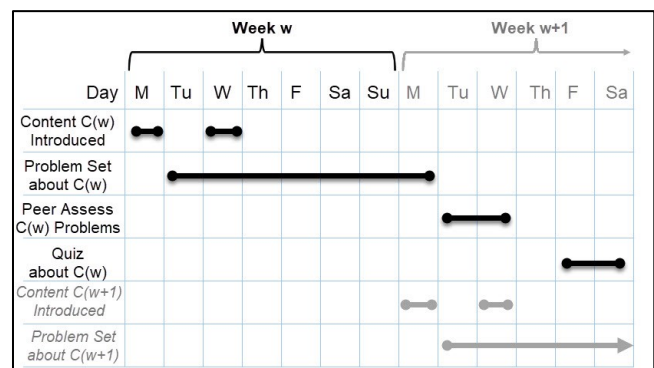 Week w Week w+1
Day M Tu W Th F Sa Su M Tu W Th F Sa
Content C(w)
Introduced
Problem Set
about C(w)
Peer Assess
C(w) Problems
Quiz
about C(w)
Content C(w+1)
Introduced
Problem Set
about C(w+1)